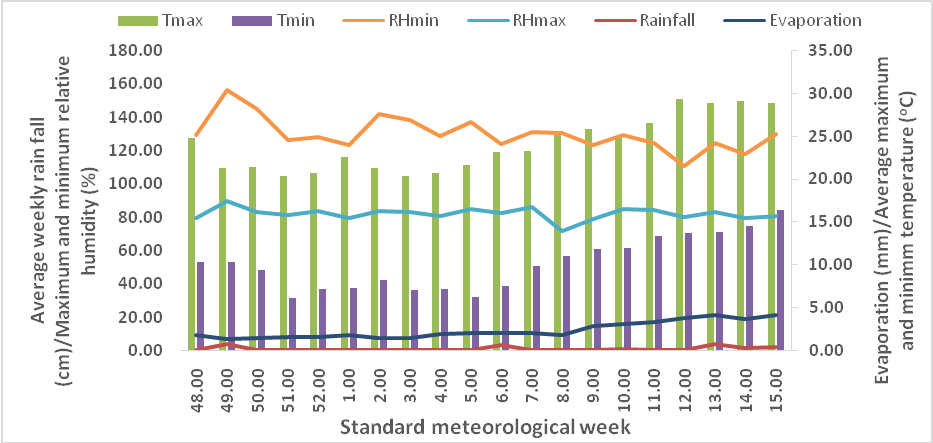 Tmax Tmin RHmin RHmax Rainfall Evaporation
Average weekly rain fall
(cm)/Maximum and minimum relative
humidity (%)
180.00
160.00
140.00
120.00
100.00
80.00
60.00
40.00
20.00
0.00
35.00
30.00
25.00
20.00
15.00
10.00
5.00
0.00
Evaporation (mm)/Average maximum
and minimm temperature (°C)
48.00 49.00 50.00 51.00 52.00 1.00 2.00 3.00 4.00 5.00 6.00 7.00 8.00 9.00 10.00 11.00 12.00 13.00 14.00 15.00
Standard meteorological week